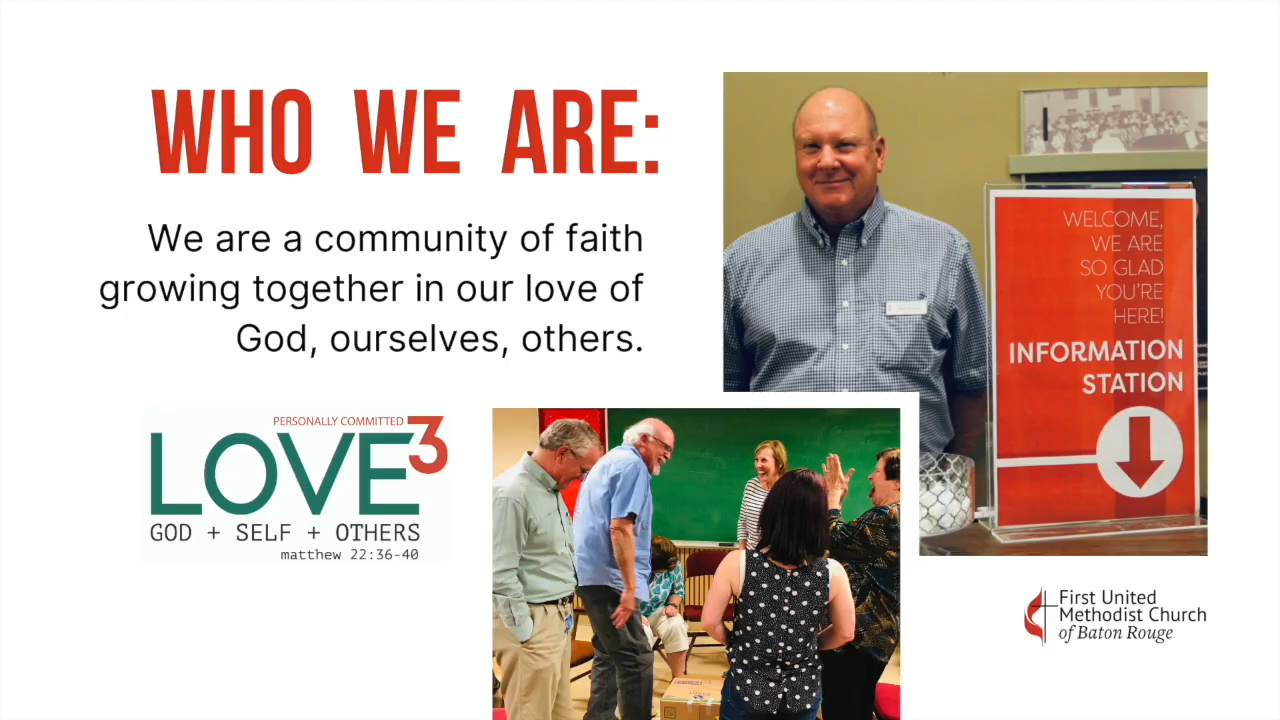 WHO WE ARE:
We are a community of faith
growing together in our love of
God, ourselves, others.
PERSONALLY COMMITTED
LOVE3
GOD + SELF + OTHERS
matthew 22:36-40
WELCOME,
WE ARE
SO GLAD
YOU'RE
HERE!
INFORMATION
STATION
First United
Methodist Church
of Baton Rouge